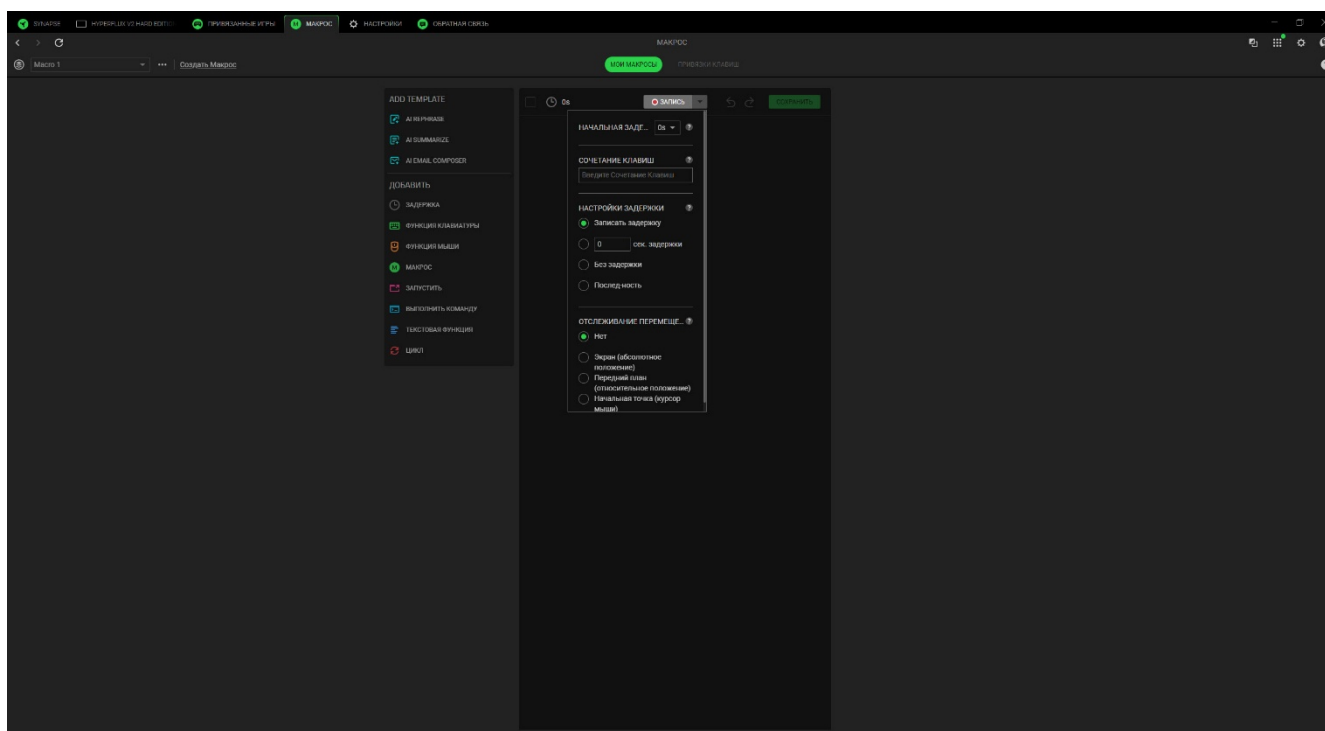 SYNAPSE HYPERFLUX V2 HARD EDITIO ПРИВЯЗАННЫЕ ИГРЫ МАКРОС НАСТРОЙКИ ОБРАТНАЯ СВЯЗЬ
МАКРОС
Macro 1 Создать Макрос МОИ МАКРОСЫ ПРИВЯЗКИ КЛАВИШ
ADD TEMPLATE
AI REPHRASE
AI SUMMARIZE
AI EMAIL COMPOSER
ДОБАВИТЬ
ЗАДЕРЖКА
ФУНКЦИЯ КЛАВИАТУРЫ
ФУНКЦИЯ МЫШИ
МАКРОС
ЗАПУСТИТЬ
ВЫПОЛНИТЬ КОМАНДУ
ТЕКСТОВАЯ ФУНКЦИЯ
ЦИКЛ
0s ЗАПИСЬ СОХРАНИТЬ
НАЧАЛЬНАЯ ЗАДЕ... 0s
СОЧЕТАНИЕ КЛАВИШ
Введите Сочетание Клавиш
НАСТРОЙКИ ЗАДЕРЖКИ
Записать задержку
0 сек. задержки
Без задержки
Послед-ность
ОТСЛЕЖИВАНИЕ ПЕРЕМЕЩЕ...
Нет
Экран (абсолютное
положение)
Передний план
(относительное положение)
Начальная точка (курсор
мыши)